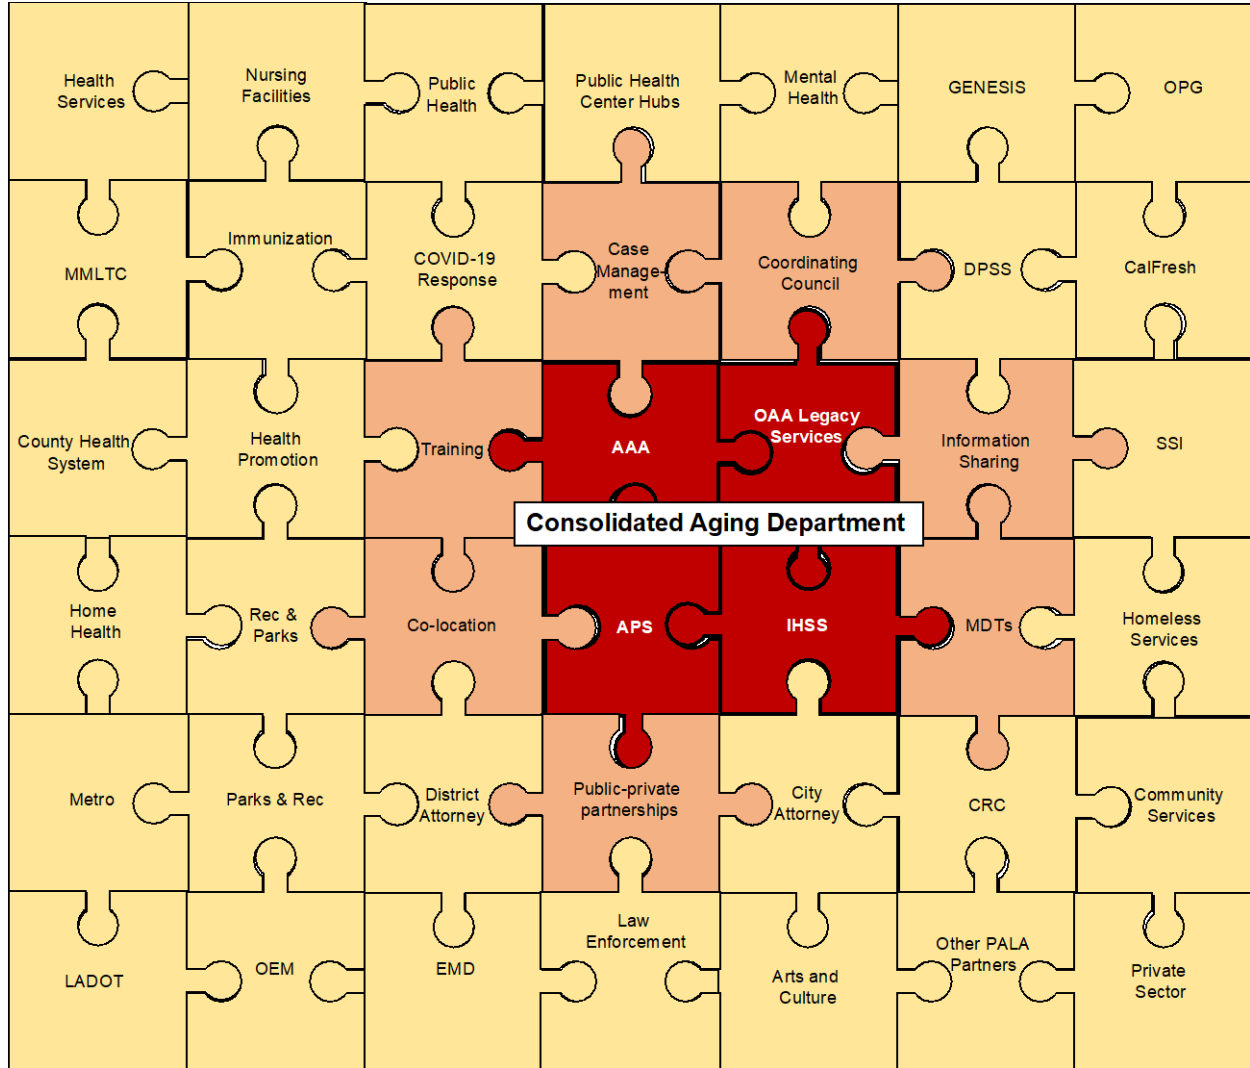 Health
Services
Nursing
Facilities
Public
Health
Public Health
Center Hubs
Mental
Health
GENESIS
OPG
MMLTC
Immunization
COVID-19
Response
Case
Manage-
ment
Coordinating
Council
DPSS
CalFresh
County Health
System
Health
Promotion
Training
AAA
OAA Legacy
Services
Information
Sharing
SSI
Consolidated Aging Department
Home
Health
Rec &
Parks
Co-location
APS
IHSS
MDTs
Homeless
Services
Metro
Parks & Rec
District
Attorney
Public-private
partnerships
City
Attorney
CRC
Community
Services
LADOT
OEM
EMD
Law
Enforcement
Arts and
Culture
Other PALA
Partners
Private
Sector